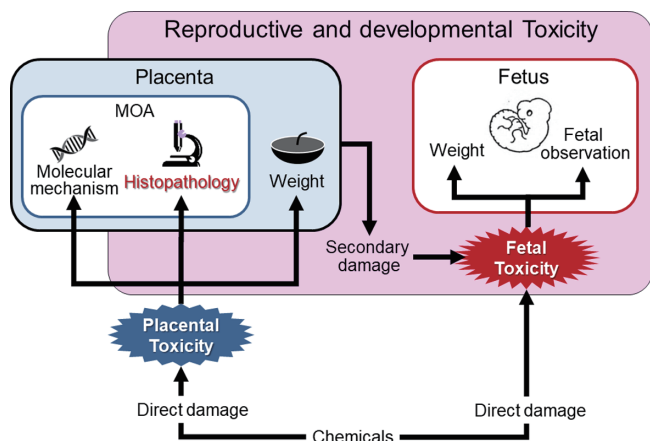 Reproductive and developmental Toxicity
Placenta
MOA
Molecular
mechanism
Histopathology
Weight
Fetus
Weight
Fetal
observation
Secondary
damage
Fetal
Toxicity
Placental
Toxicity
Direct damage
Direct damage
Chemicals